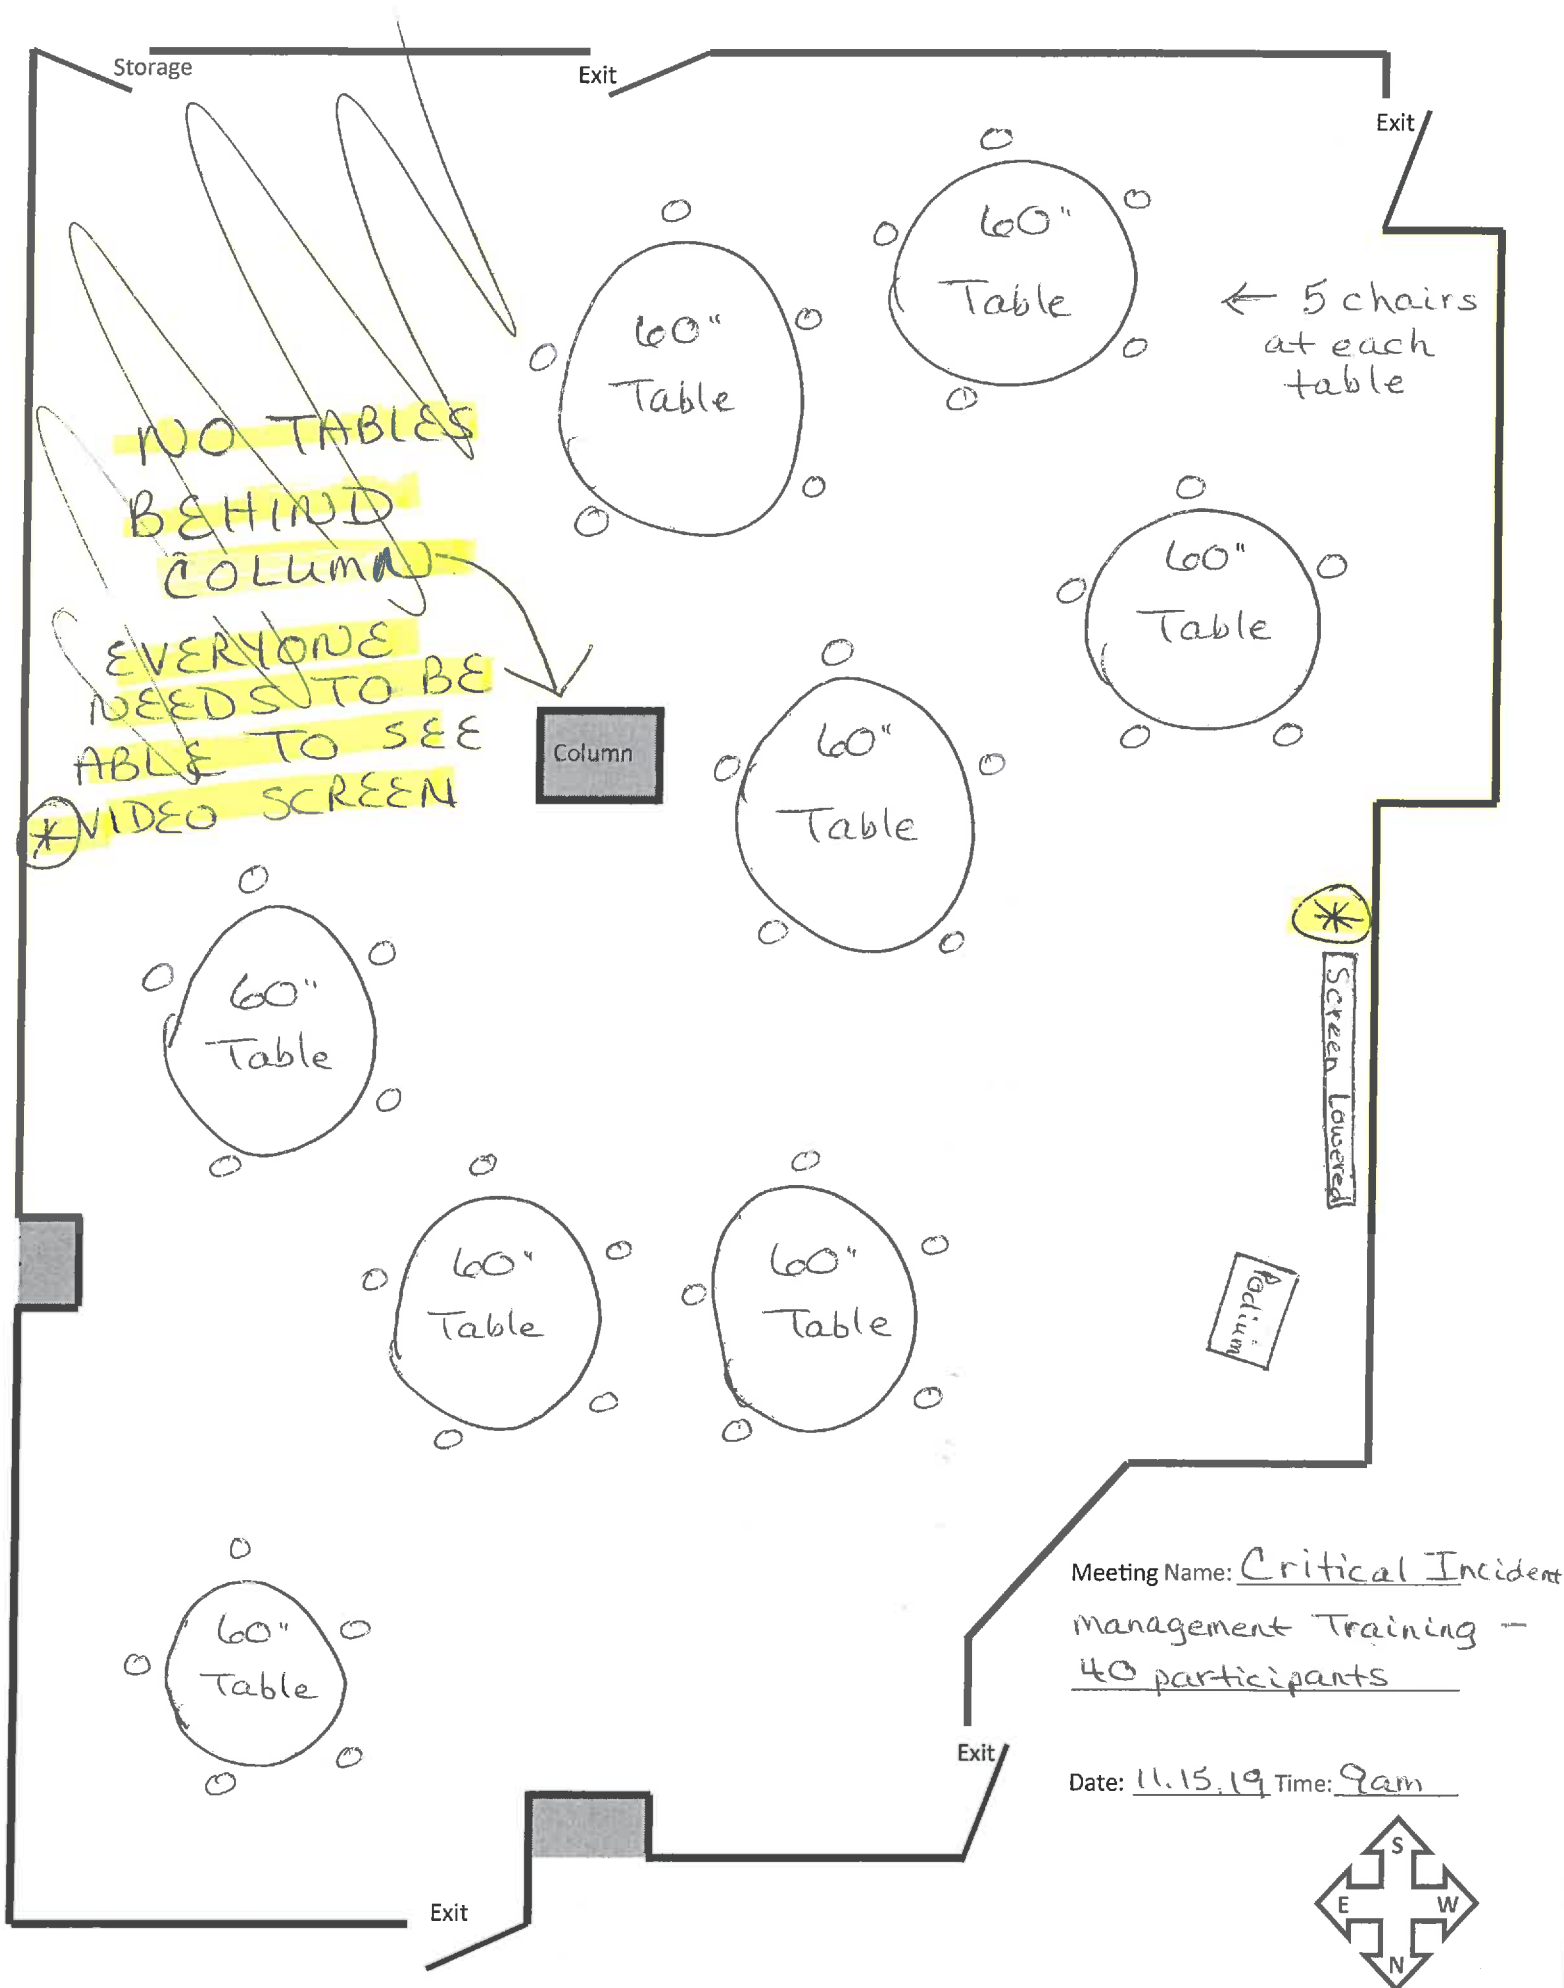 Storage
Exit
Exit
60"
Table
60"
Table
← 5 chairs
at each
table
NO TABLES
BEHIND
COLUMN
EVERYONE
NEEDS TO BE
ABLE TO SEE
* VIDEO SCREEN
60"
Table
Column
60"
Table
*
Screen Lowered
60"
Table
60"
Table
60"
Table
Podium
Meeting Name: Critical Incident
Management Training -
40 participants
60"
Table
Exit
Date: 11.15.19 Time: 9am
S
E W
N
Exit